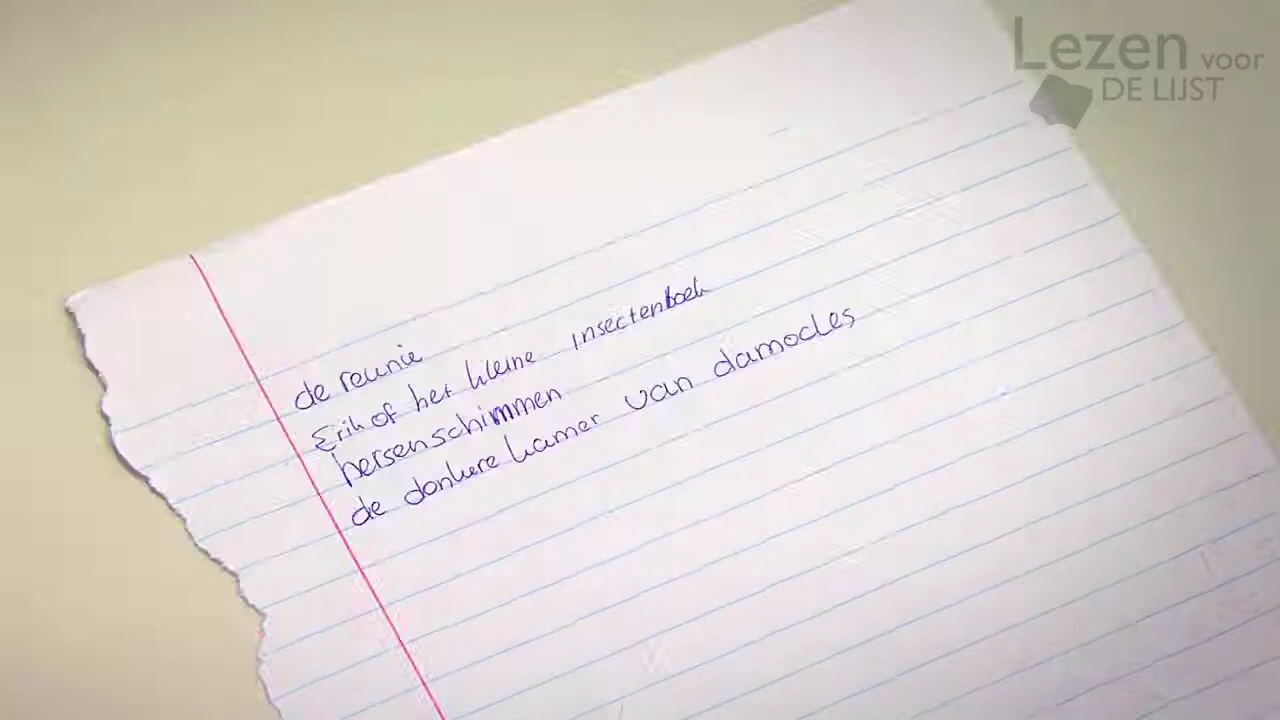 Lezen voor
DE LIJST
de reunie
Erik of het kleine insectenboek
hersenschimmen
de donkere kamer van damocles